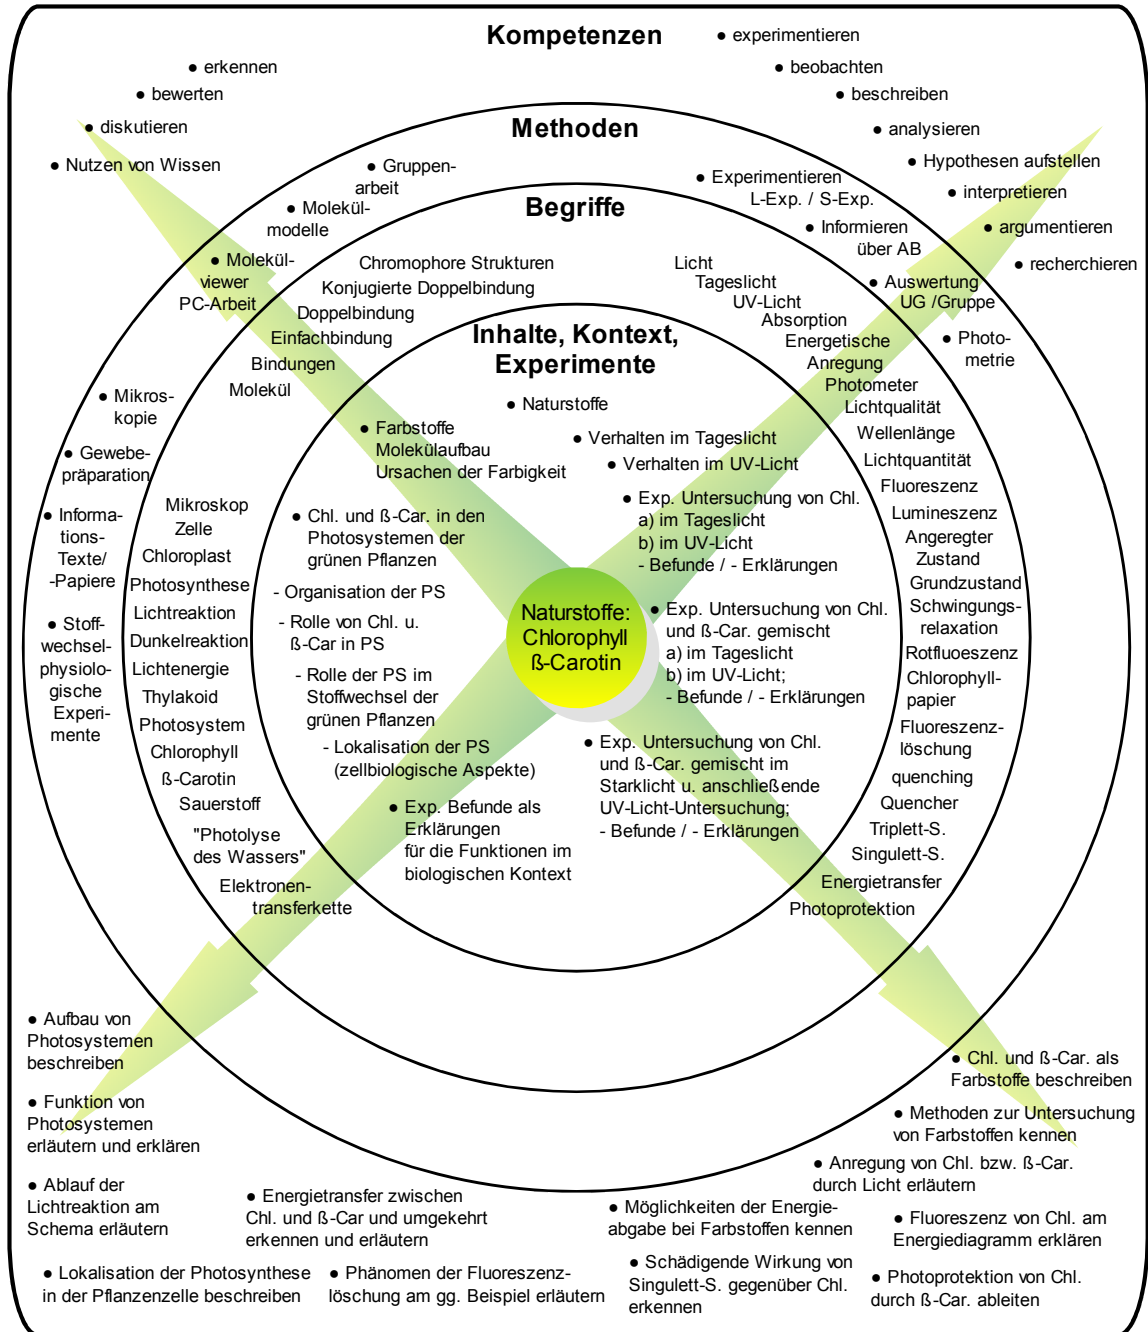 Kompetenzen
● experimentieren
● beobachten
● beschreiben
● analysieren
● Hypothesen aufstellen
● interpretieren
● argumentieren
● recherchieren
● erkennen
● bewerten
● diskutieren
● Nutzen von Wissen
Methoden
● Gruppen-
arbeit
● Molekül-
modelle
● Molekül-
viewer
PC-Arbeit
● Mikros-
kopie
● Gewebe-
präparation
● Informa-
tions-
Texte/
-Papiere
● Stoff-
wechsel-
physiolo-
gische
Experi-
mente
● Experimentieren
L-Exp. / S-Exp.
● Informieren
über AB
● Auswertung
UG /Gruppe
● Photo-
metrie
Begriffe
Chromophore Strukturen
Konjugierte Doppelbindung
Doppelbindung
Einfachbindung
Bindungen
Molekül
Mikroskop
Zelle
Chloroplast
Photosynthese
Lichtreaktion
Dunkelreaktion
Lichtenergie
Thylakoid
Photosystem
Chlorophyll
ß-Carotin
Sauerstoff
"Photolyse
des Wassers"
Elektronen-
transferkette
Licht
Tageslicht
UV-Licht
Absorption
Energetische
Anregung
Photometer
Lichtqualität
Wellenlänge
Lichtquantität
Fluoreszenz
Lumineszenz
Angeregter
Zustand
Grundzustand
Schwingungs-
relaxation
Rotfluoeszenz
Chlorophyll-
papier
Fluoreszenz-
löschung
quenching
Quencher
Triplett-S.
Singulett-S.
Energietransfer
Photoprotektion
Inhalte, Kontext,
Experimente
● Naturstoffe
● Farbstoffe
Molekülaufbau
Ursachen der Farbigkeit
● Verhalten im Tageslicht
● Verhalten im UV-Licht
● Exp. Untersuchung von Chl.
a) im Tageslicht
b) im UV-Licht
- Befunde / - Erklärungen
● Chl. und ß-Car. in den
Photosystemen der
grünen Pflanzen
- Organisation der PS
- Rolle von Chl. u.
ß-Car in PS
- Rolle der PS im
Stoffwechsel der
grünen Pflanzen
- Lokalisation der PS
(zellbiologische Aspekte)
● Exp. Befunde als
Erklärungen
für die Funktionen im
biologischen Kontext
Naturstoffe:
Chlorophyll
ß-Carotin
● Exp. Untersuchung von Chl.
und ß-Car. gemischt
a) im Tageslicht
b) im UV-Licht;
- Befunde / - Erklärungen
● Exp. Untersuchung von Chl.
und ß-Car. gemischt im
Starklicht u. anschließende
UV-Licht-Untersuchung;
- Befunde / - Erklärungen
● Aufbau von
Photosystemen
beschreiben
● Funktion von
Photosystemen
erläutern und erklären
● Ablauf der
Lichtreaktion am
Schema erläutern
● Lokalisation der Photosynthese
in der Pflanzenzelle beschreiben
● Energietransfer zwischen
Chl. und ß-Car und umgekehrt
erkennen und erläutern
● Phänomen der Fluoreszenz-
löschung am gg. Beispiel erläutern
● Chl. und ß-Car. als
Farbstoffe beschreiben
● Methoden zur Untersuchung
von Farbstoffen kennen
● Anregung von Chl. bzw. ß-Car.
durch Licht erläutern
● Möglichkeiten der Energie-
abgabe bei Farbstoffen kennen
● Fluoreszenz von Chl. am
Energiediagramm erklären
● Schädigende Wirkung von
Singulett-S. gegenüber Chl.
erkennen
● Photoprotektion von Chl.
durch ß-Car. ableiten